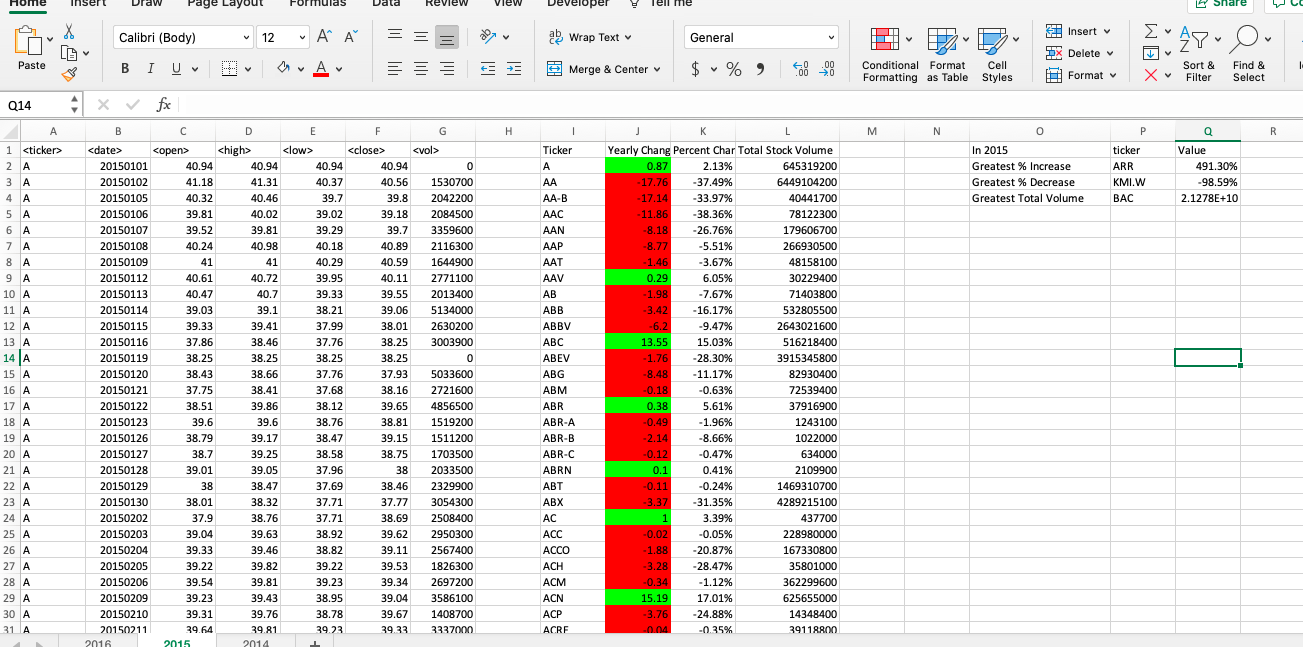 Home Insert Draw Page Layout Formulas Data Review View Developer Tell me Share
Calibri (Body) 12 A A Wrap Text General Insert
Paste B I U A Merge & Center $ % Conditional Formatting Format as Table Cell Styles Delete Format Sort & Filter Find & Select
Q14 fx
A B C D E F G H I J K L M N O P Q R
1 <ticker> <date> <open> <high> <low> <close> <vol> Ticker Yearly Chang Percent Char Total Stock Volume In 2015 ticker Value
2 A 20150101 40.94 40.94 40.94 40.94 0 A 0.87 2.13% 645319200 Greatest % Increase ARR 491.30%
3 A 20150102 41.18 41.31 40.37 40.56 1530700 AA -17.76 -37.49% 6449104200 Greatest % Decrease KMI.W -98.59%
4 A 20150105 40.32 40.46 39.7 39.8 2042200 AA-B -17.14 -33.97% 40441700 Greatest Total Volume BAC 2.1278E+10
5 A 20150106 39.81 40.02 39.02 39.18 2084500 AAC -11.86 -38.36% 78122300
6 A 20150107 39.52 39.81 39.29 39.7 3359600 AAN -8.18 -26.76% 179606700
7 A 20150108 40.24 40.98 40.18 40.89 2116300 AAP -8.77 -5.51% 266930500
8 A 20150109 41 41 40.29 40.59 1644900 AAT -1.46 -3.67% 48158100
9 A 20150112 40.61 40.72 39.95 40.11 2771100 AAV 0.29 6.05% 30229400
10 A 20150113 40.47 40.7 39.33 39.55 2013400 AB -1.98 -7.67% 71403800
11 A 20150114 39.03 39.1 38.21 39.06 5134000 ABB -3.42 -16.17% 532805500
12 A 20150115 39.33 39.41 37.99 38.01 2630200 ABBV -6.2 -9.47% 2643021600
13 A 20150116 37.86 38.46 37.76 38.25 3003900 ABC 13.55 15.03% 516218400
14 A 20150119 38.25 38.25 38.25 38.25 0 ABEV -1.76 -28.30% 3915345800
15 A 20150120 38.43 38.66 37.76 37.93 5033600 ABG -8.48 -11.17% 82930400
16 A 20150121 37.75 38.41 37.68 38.16 2721600 ABM -0.18 -0.63% 72539400
17 A 20150122 38.51 39.86 38.12 39.65 4856500 ABR 0.38 5.61% 37916900
18 A 20150123 39.6 39.6 38.76 38.81 1519200 ABR-A -0.49 -1.96% 1243100
19 A 20150126 38.79 39.17 38.47 39.15 1511200 ABR-B -2.14 -8.66% 1022000
20 A 20150127 38.7 39.25 38.58 38.75 1703500 ABR-C -0.12 -0.47% 634000
21 A 20150128 39.01 39.05 37.96 38 2033500 ABRN 0.1 0.41% 2109900
22 A 20150129 38 38.47 37.69 38.46 2329900 ABT -0.11 -0.24% 1469310700
23 A 20150130 38.01 38.32 37.71 37.77 3054300 ABX -3.37 -31.35% 4289215100
24 A 20150202 37.9 38.76 37.71 38.69 2508400 AC 1 3.39% 437700
25 A 20150203 39.04 39.63 38.92 39.62 2950300 ACC -0.02 -0.05% 228980000
26 A 20150204 39.33 39.46 38.82 39.11 2567400 ACCO -1.88 -20.87% 167330800
27 A 20150205 39.22 39.82 39.22 39.53 1826300 ACH -3.28 -28.47% 35801000
28 A 20150206 39.54 39.81 39.23 39.34 2697200 ACM -0.34 -1.12% 362299600
29 A 20150209 39.23 39.43 38.95 39.04 3586100 ACN 15.19 17.01% 625655000
30 A 20150210 39.31 39.76 38.78 39.67 1408700 ACP -3.76 -24.88% 14348400
31 A 20150211 39.64 39.81 39.23 39.33 3337000 ACRE -0.04 -0.35% 39118800
2016 2015 2014 +